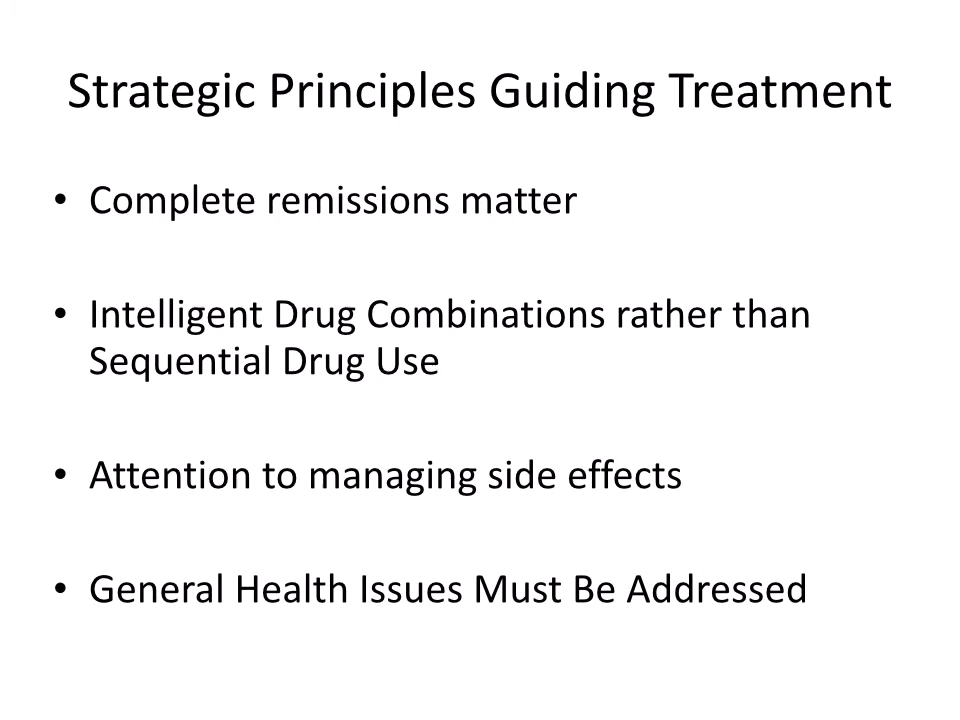 Strategic Principles Guiding Treatment
• Complete remissions matter
• Intelligent Drug Combinations rather than
Sequential Drug Use
• Attention to managing side effects
• General Health Issues Must Be Addressed